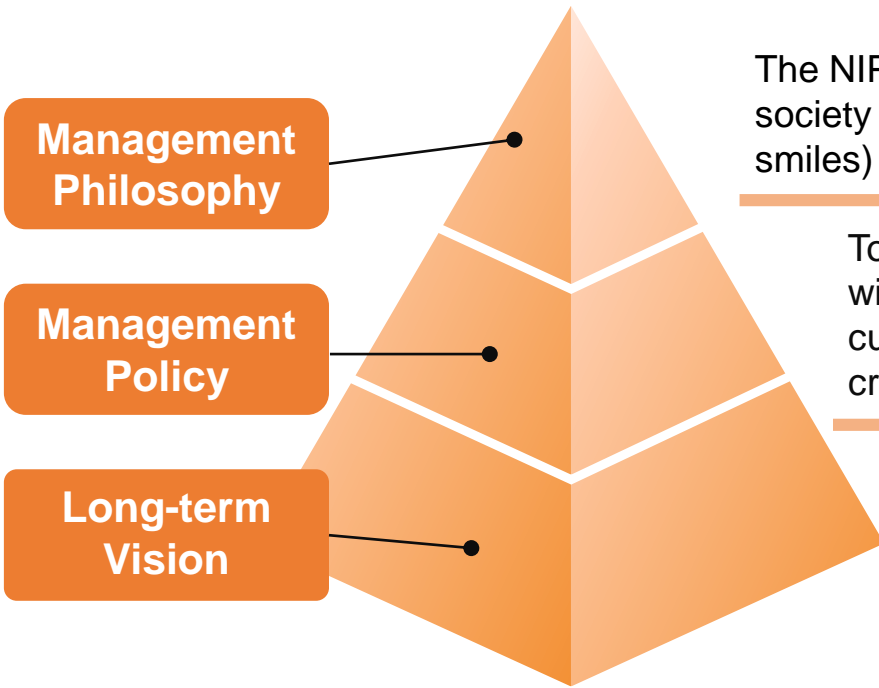 Management
Philosophy
The NIP
society
smiles)
Management
Policy
To
wi
cu
cr
Long-term
Vision